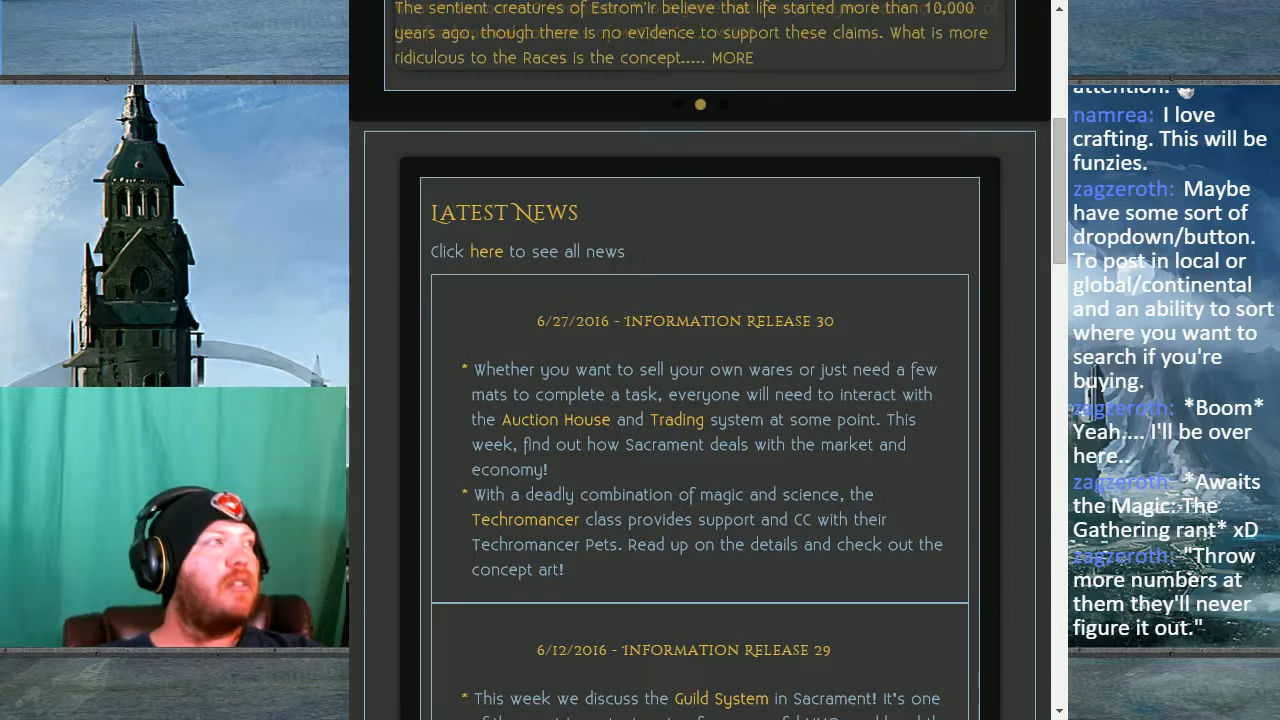 The sentient creatures of Estrom'ir believe that life started more than 10,000
years ago, though there is no evidence to support these claims. What is more
ridiculous to the Races is the concept..... MORE
Latest News
Click here to see all news
6/27/2016 - Information Release 30
* Whether you want to sell your own wares or just need a few
mats to complete a task, everyone will need to interact with
the Auction House and Trading system at some point. This
week, find out how Sacrament deals with the market and
economy!
* With a deadly combination of magic and science, the
Techromancer class provides support and CC with their
Techromancer Pets. Read up on the details and check out the
concept art!
6/12/2016 - Information Release 29
* This week we discuss the Guild System in Sacrament! It's one
attention.
namrea: I love
crafting. This will be
funzies.
zagzeroth: Maybe
have some sort of
dropdown/button.
To post in local or
global/continental
and an ability to sort
where you want to
search if you're
buying.
zagzeroth: *Boom*
Yeah.... I'll be over
here..
zagzeroth: *Awaits
the Magic: The
Gathering rant* xD
zagzeroth: "Throw
more numbers at
them they'll never
figure it out."